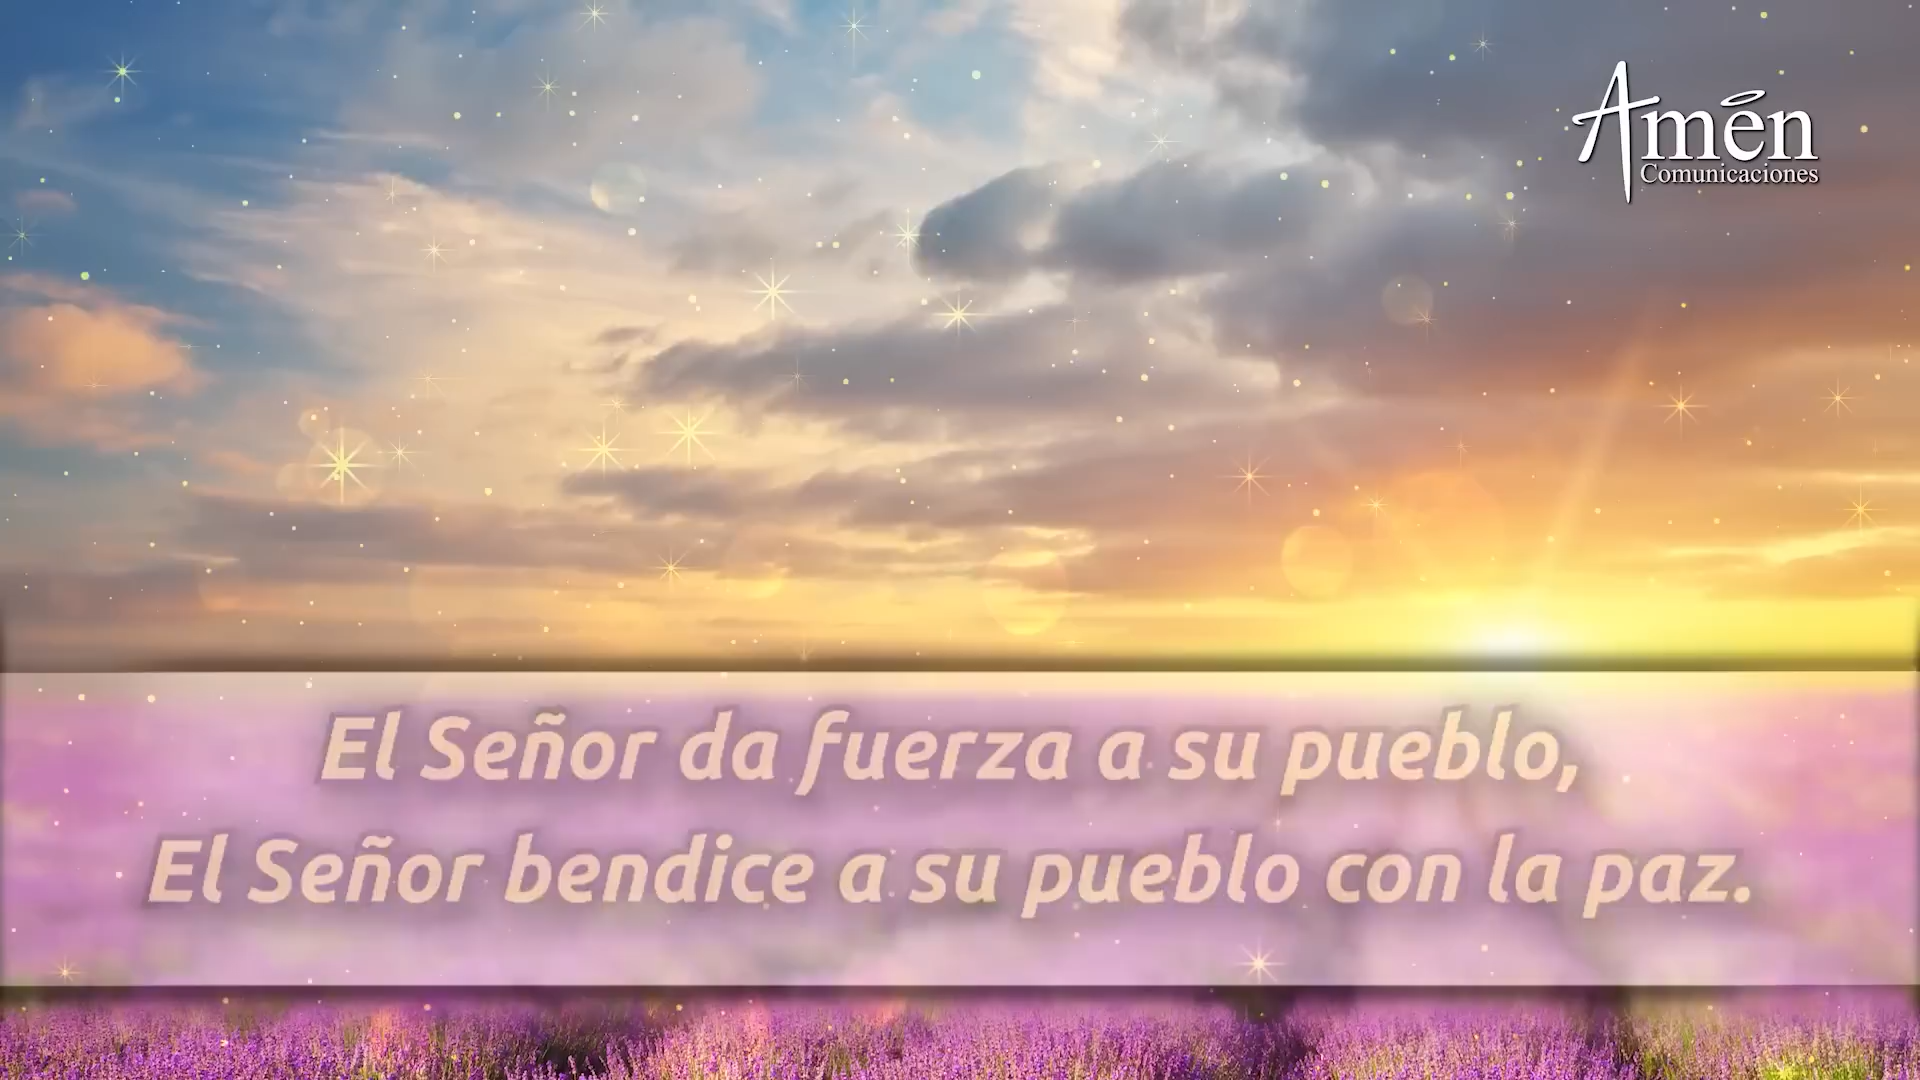 Amén
Comunicaciones
El Señor da fuerza a su pueblo,
El Señor bendice a su pueblo con la paz.